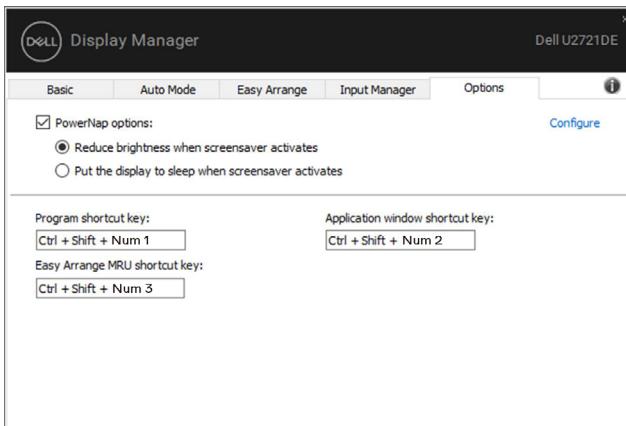 DELL Display Manager
Dell U2721DE
Basic Auto Mode Easy Arrange Input Manager Options
PowerNap options:
Configure
Reduce brightness when screensaver activates
Put the display to sleep when screensaver activates
Program shortcut key:
Application window shortcut key:
Ctrl + Shift + Num 1
Ctrl + Shift + Num 2
Easy Arrange MRU shortcut key:
Ctrl + Shift + Num 3